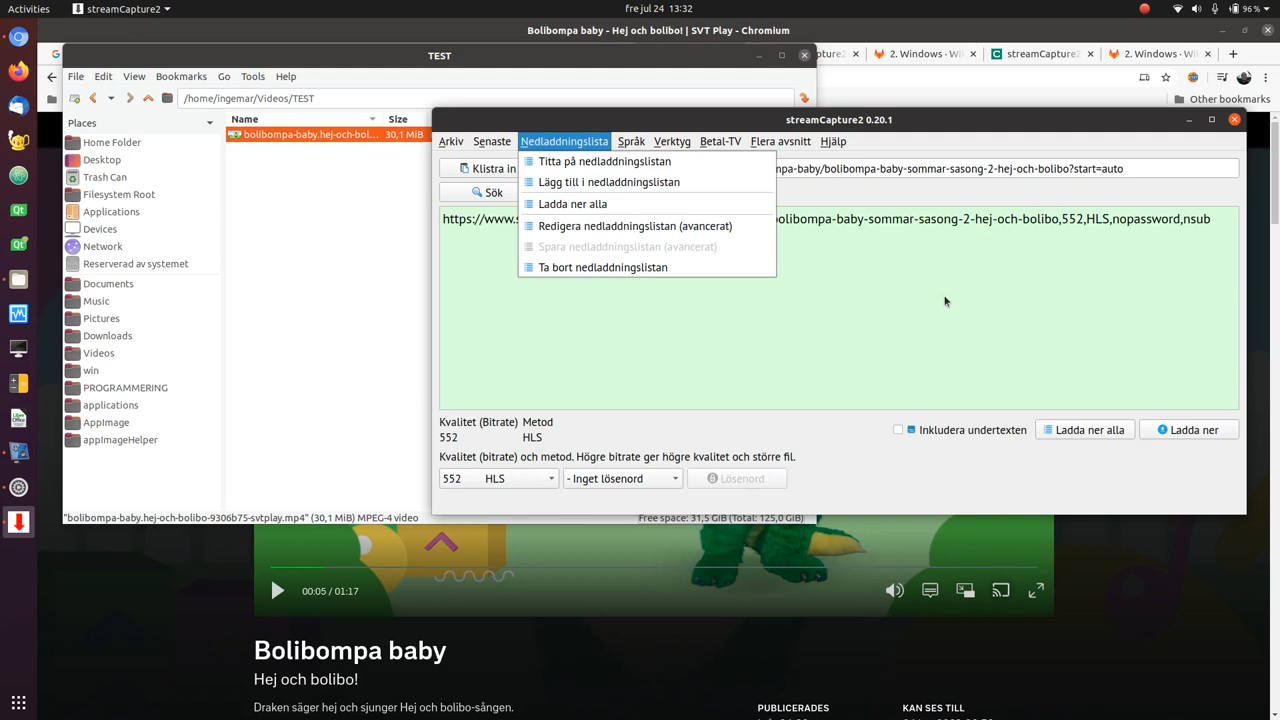 Activities streamCapture2 fre jul 24 13:32 96 %
Bolibompa baby - Hej och bolibo! | SVT Play - Chromium
TEST
ture2 2. Windows · Wi streamCapture2 2. Windows · Wi
File Edit View Bookmarks Go Tools Help
/home/ingemar/Videos/TEST
Other bookmarks
Places
Home Folder
Desktop
Trash Can
Filesystem Root
Applications
Devices
Network
Reserverad av systemet
Documents
Music
Pictures
Downloads
Videos
win
PROGRAMMERING
applications
AppImage
appImageHelper
Name Size
bolibompa-baby.hej-och-bol... 30,1 MiB
"bolibompa-baby.hej-och-bolibo-9306b75-svtplay.mp4" (30,1 MiB) MPEG-4 video
Free space: 31,5 GiB (Total: 125,0 GiB)
streamCapture2 0.20.1
Arkiv Senaste Nedladdningslista Språk Verktyg Betal-TV Flera avsnitt Hjälp
Klistra in
mpa-baby/bolibompa-baby-sommar-sasong-2-hej-och-bolibo?start=auto
Sök
Titta på nedladdningslistan
Lägg till i nedladdningslistan
Ladda ner alla
Redigera nedladdningslistan (avancerat)
Spara nedladdningslistan (avancerat)
Ta bort nedladdningslistan
https://www.s
olibompa-baby-sommar-sasong-2-hej-och-bolibo,552,HLS,nopassword,nsub
Kvalitet (Bitrate) Metod
552 HLS
Inkludera undertexten Ladda ner alla Ladda ner
Kvalitet (bitrate) och metod. Högre bitrate ger högre kvalitet och större fil.
552 HLS - Inget lösenord Lösenord
00:05 / 01:17
Bolibompa baby
Hej och bolibo!
Draken säger hej och sjunger Hej och bolibo-sången.
PUBLICERADES KAN SES TILL